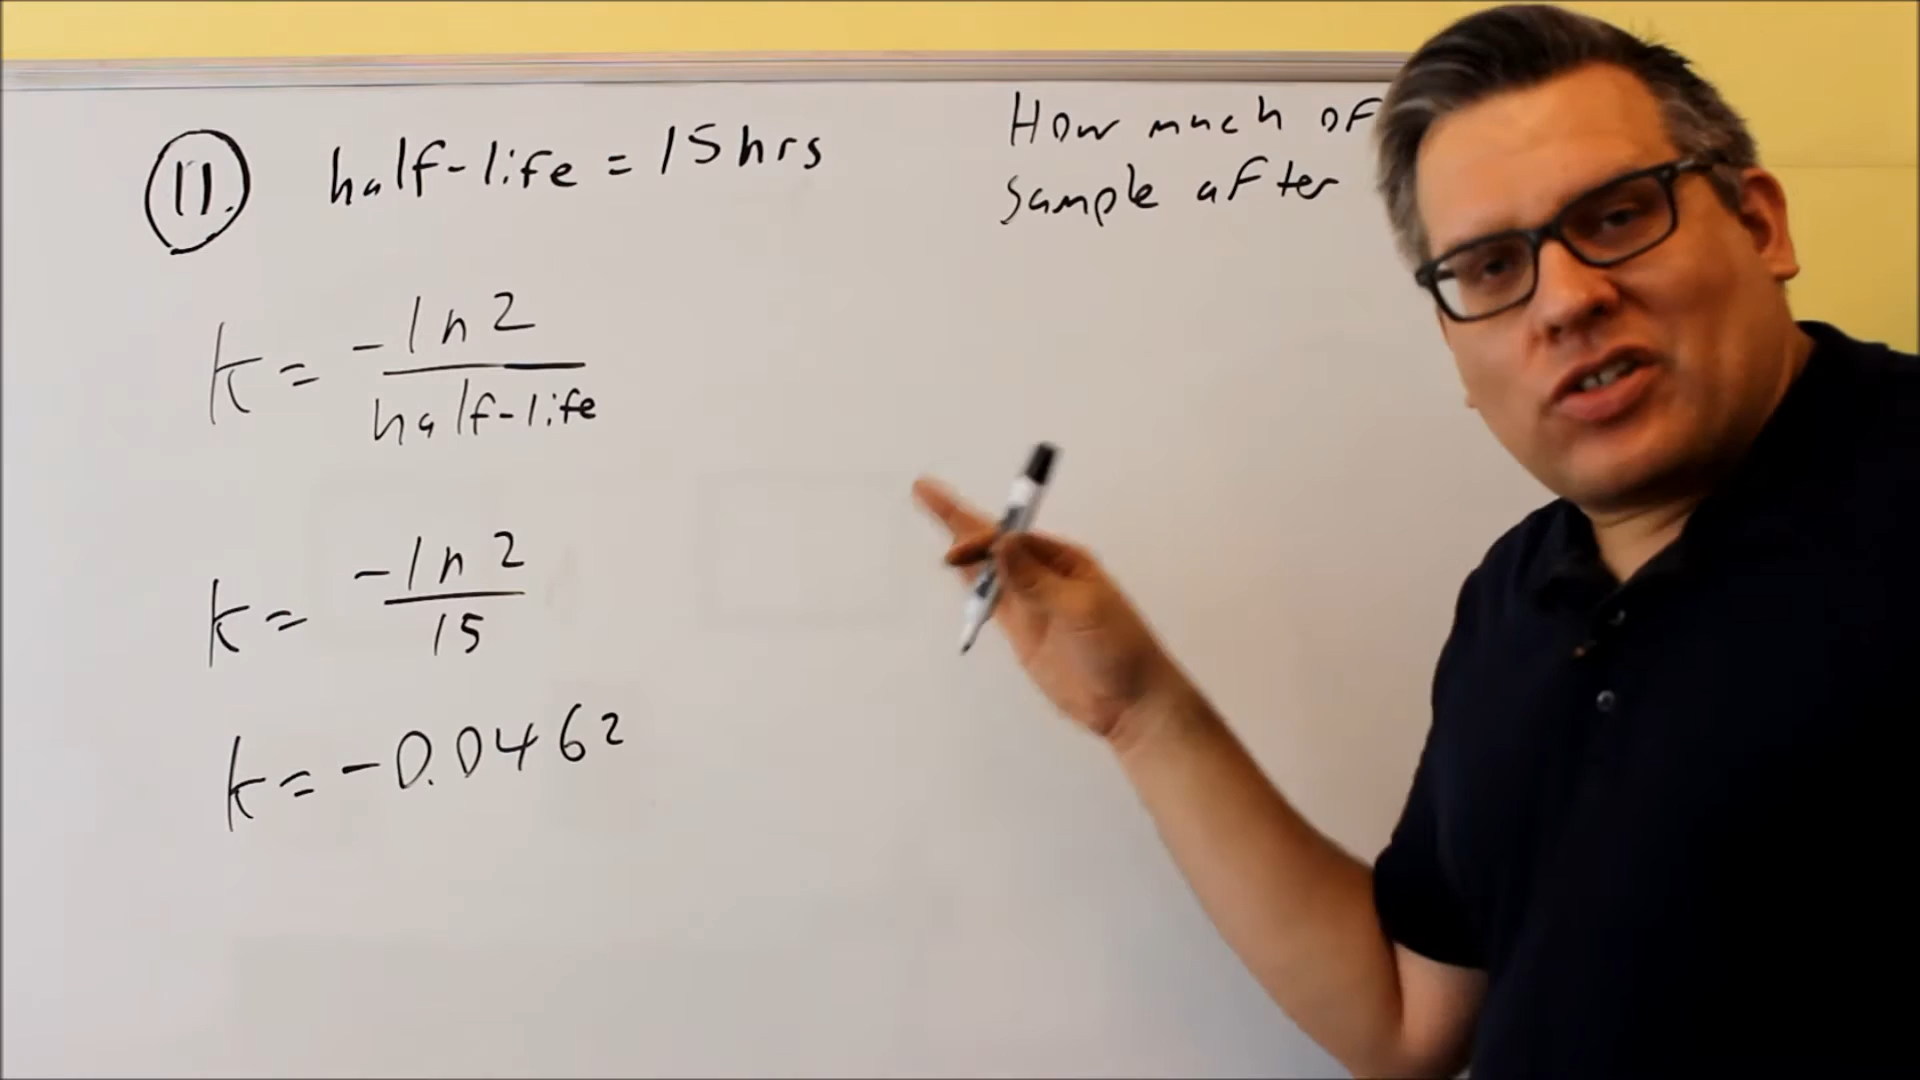 11. half-life = 15 hrs
How much of
sample after
k = -ln 2
half-life
k = -ln 2
15
k = -0.0462